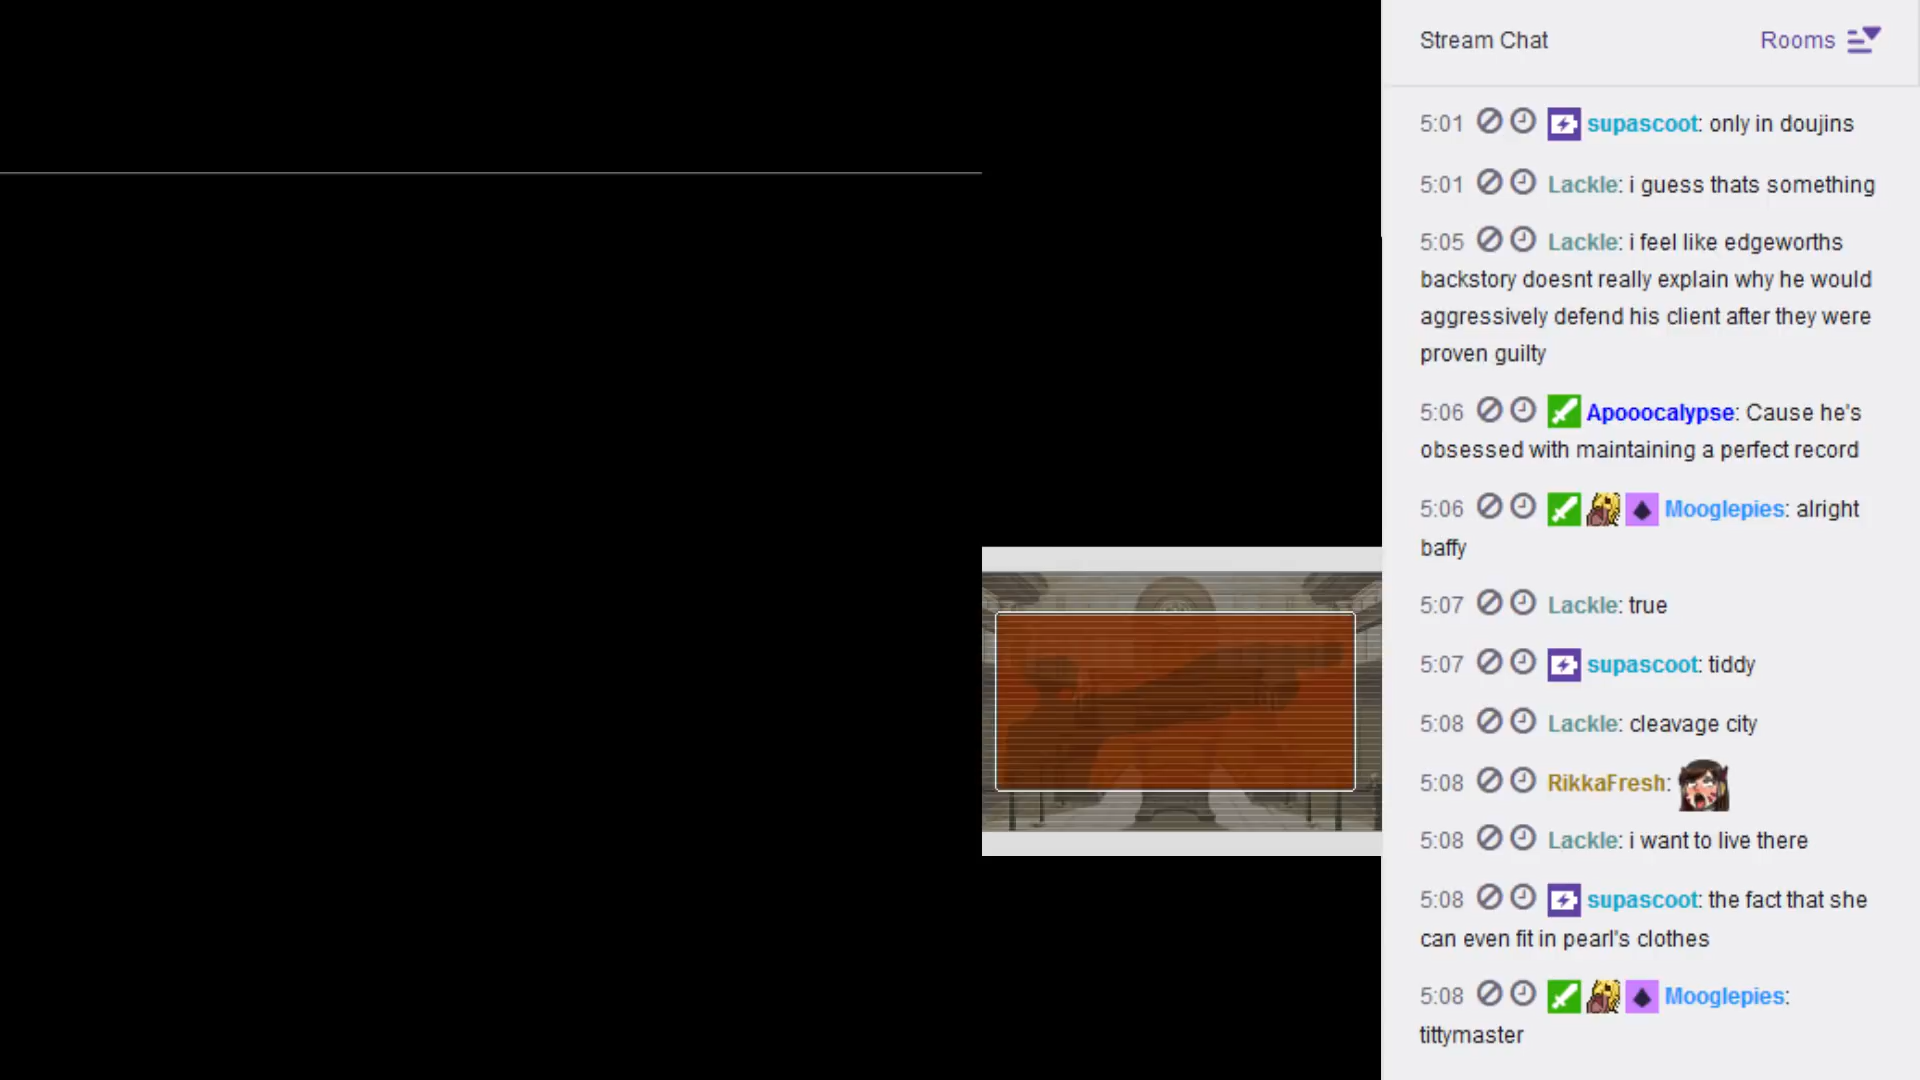 Stream Chat
Rooms
5:01 supascoot: only in doujins
5:01 Lackle: i guess thats something
5:05 Lackle: i feel like edgeworths
backstory doesnt really explain why he would
aggressively defend his client after they were
proven guilty
5:06 Apooocalypse: Cause he's
obsessed with maintaining a perfect record
5:06 Mooglepies: alright
baffy
5:07 Lackle: true
5:07 supascoot: tiddy
5:08 Lackle: cleavage city
5:08 RikkaFresh:
5:08 Lackle: i want to live there
5:08 supascoot: the fact that she
can even fit in pearl's clothes
5:08 Mooglepies:
tittymaster